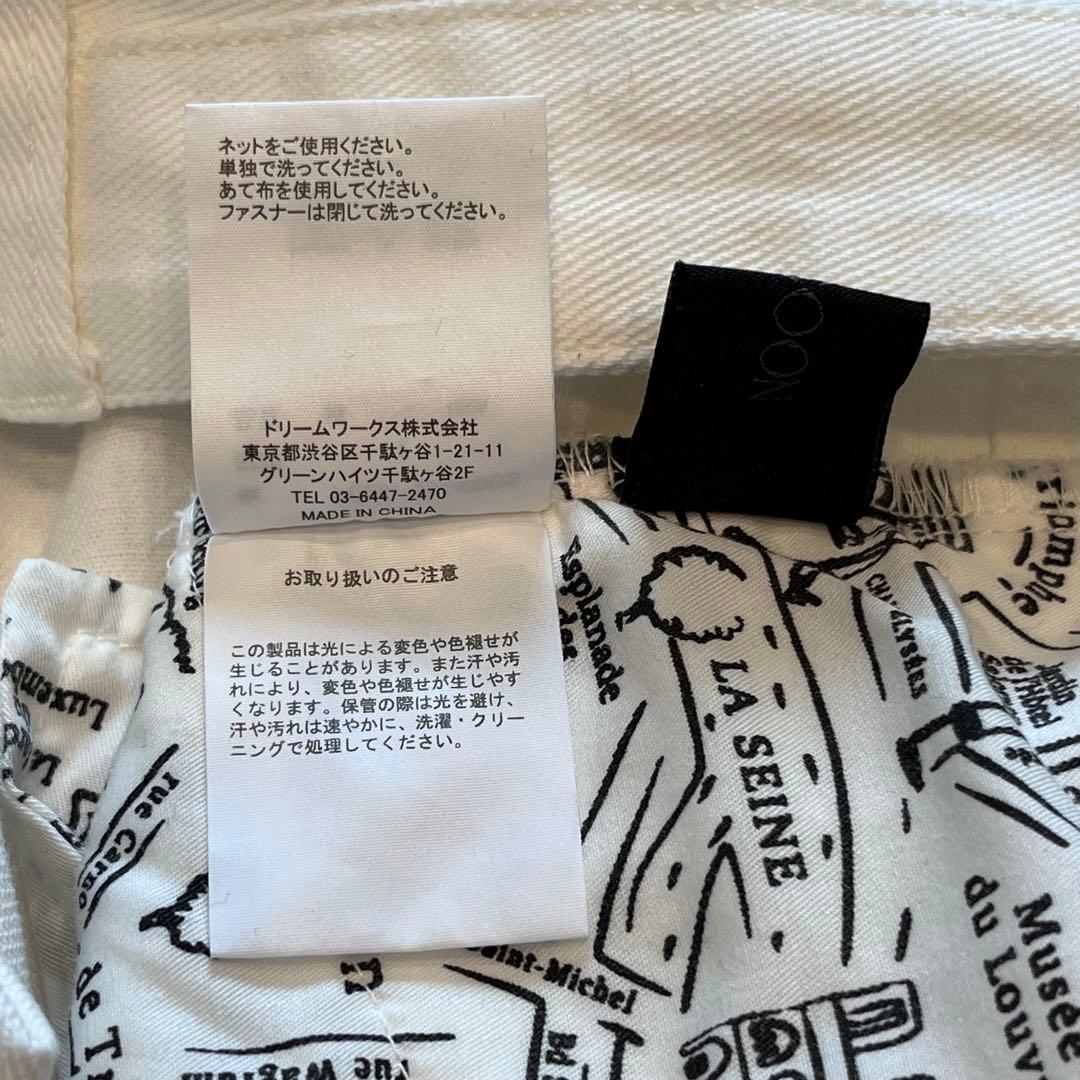 ネットをご使用ください。
単独で洗ってください。
あて布を使用してください。
ファスナーは閉じて洗ってください。
ドリームワークス株式会社
東京都渋谷区千駄ヶ谷1-21-11
グリーンハイツ千駄ヶ谷2F
TEL 03-6447-2470
MADE IN CHINA
お取り扱いのご注意
この製品は光による変色や色褪せが
生じることがあります。また汗や汚
れにより、変色や色褪せが生じやす
くなります。保管の際は光を避け、
汗や汚れは速やかに、洗濯・クリー
ニングで処理してください。
NOO
Esplanade
des
LA SEINE
rue Carno
Musée
du Louv
rue Wagram
de